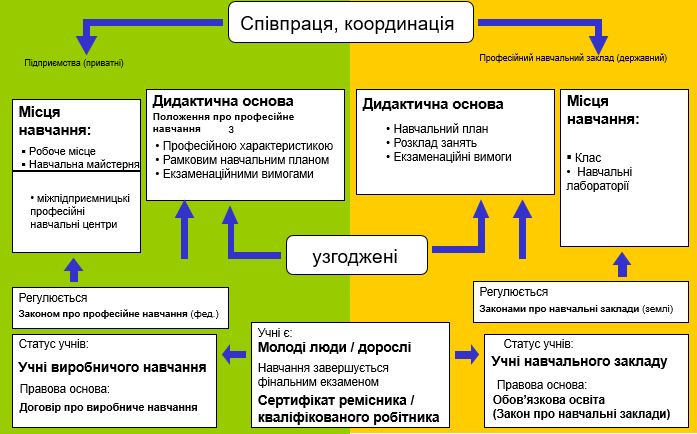 Співпраця, координація
Підприємства (приватні)
Професійний навчальний заклад (державний)
Місця
навчання:
▪ Робоче місце
▪ Навчальна майстерня
• міжпідприємницькі
професійні
навчальні центри
Дидактична основа
Положення про професійне
навчання 3
• Професійною характеристикою
• Рамковим навчальним планом
• Екзаменаційними вимогами
Дидактична основа
• Навчальний план
• Розклад занять
• Екзаменаційні вимоги
Місця
навчання:
▪ Клас
• Навчальні
лабораторії
узгоджені
Регулюється
Законом про професійне навчання (фед.)
Регулюється
Законами про навчальні заклади (землі)
Статус учнів:
Учні виробничого навчання
Правова основа:
Договір про виробниче навчання
Учні є:
Молоді люди / дорослі
Навчання завершується
фінальним екзаменом
Сертифікат ремісника /
кваліфікованого робітника
Статус учнів:
Учні навчального закладу
Правова основа:
Обов’язкова освіта
(Закон про навчальні заклади)